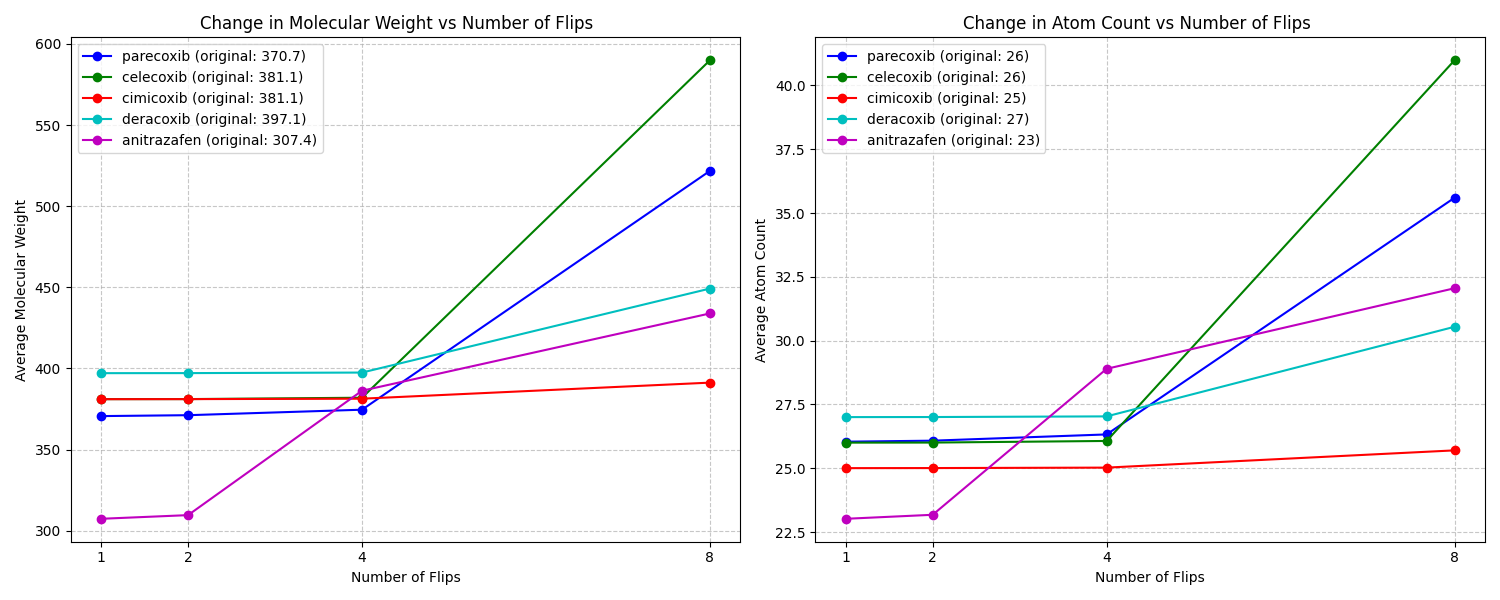 Change in Molecular Weight vs Number of Flips
parecoxib (original: 370.7)
celecoxib (original: 381.1)
cimicoxib (original: 381.1)
deracoxib (original: 397.1)
anitrazafen (original: 307.4)
Average Molecular Weight
600
550
500
450
400
350
300
1 2 4 8
Number of Flips
Change in Atom Count vs Number of Flips
parecoxib (original: 26)
celecoxib (original: 26)
cimicoxib (original: 25)
deracoxib (original: 27)
anitrazafen (original: 23)
Average Atom Count
40.0
37.5
35.0
32.5
30.0
27.5
25.0
22.5
1 2 4 8
Number of Flips